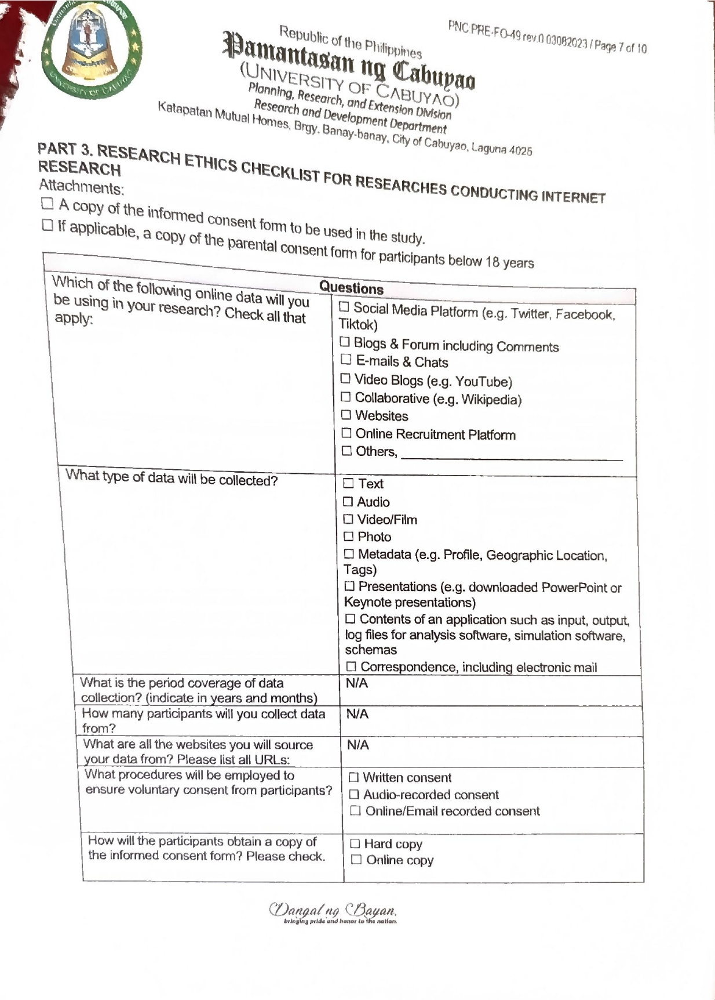 PNC:PRE-FO-49 rev.0 03082023 / Page 7 of 10
UNIVERSITY OF CABUYAO
Republic of the Philippines
Pamantasan ng Cabuyao
(UNIVERSITY OF CABUYAO)
Planning, Research, and Extension Division
Research and Development Department
Katapatan Mutual Homes, Brgy. Banay-banay, City of Cabuyao, Laguna 4025
PART 3. RESEARCH ETHICS CHECKLIST FOR RESEARCHES CONDUCTING INTERNET
RESEARCH
Attachments:
☐ A copy of the informed consent form to be used in the study.
☐ If applicable, a copy of the parental consent form for participants below 18 years
Questions
Which of the following online data will you
be using in your research? Check all that
apply:
☐ Social Media Platform (e.g. Twitter, Facebook,
Tiktok)
☐ Blogs & Forum including Comments
☐ E-mails & Chats
☐ Video Blogs (e.g. YouTube)
☐ Collaborative (e.g. Wikipedia)
☐ Websites
☐ Online Recruitment Platform
☐ Others, ______________________
What type of data will be collected?
☐ Text
☐ Audio
☐ Video/Film
☐ Photo
☐ Metadata (e.g. Profile, Geographic Location,
Tags)
☐ Presentations (e.g. downloaded PowerPoint or
Keynote presentations)
☐ Contents of an application such as input, output,
log files for analysis software, simulation software,
schemas
☐ Correspondence, including electronic mail
What is the period coverage of data
collection? (indicate in years and months)
N/A
How many participants will you collect data
from?
N/A
What are all the websites you will source
your data from? Please list all URLs:
N/A
What procedures will be employed to
ensure voluntary consent from participants?
☐ Written consent
☐ Audio-recorded consent
☐ Online/Email recorded consent
How will the participants obtain a copy of
the informed consent form? Please check.
☐ Hard copy
☐ Online copy
Dangal ng Bayan,
bringing pride and honor to the nation.